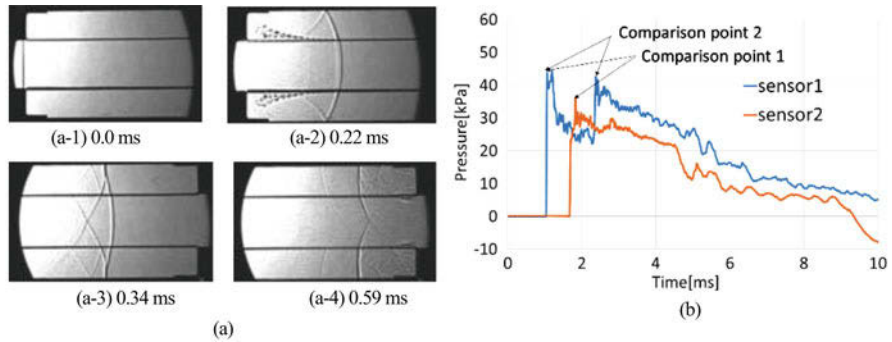 (a-1) 0.0 ms
(a-2) 0.22 ms
(a-3) 0.34 ms
(a-4) 0.59 ms
(a)
Pressure[kPa]
60
50
40
30
20
10
0
-10
Comparison point 2
Comparison point 1
sensor1
sensor2
0 2 4 6 8 10
Time[ms]
(b)